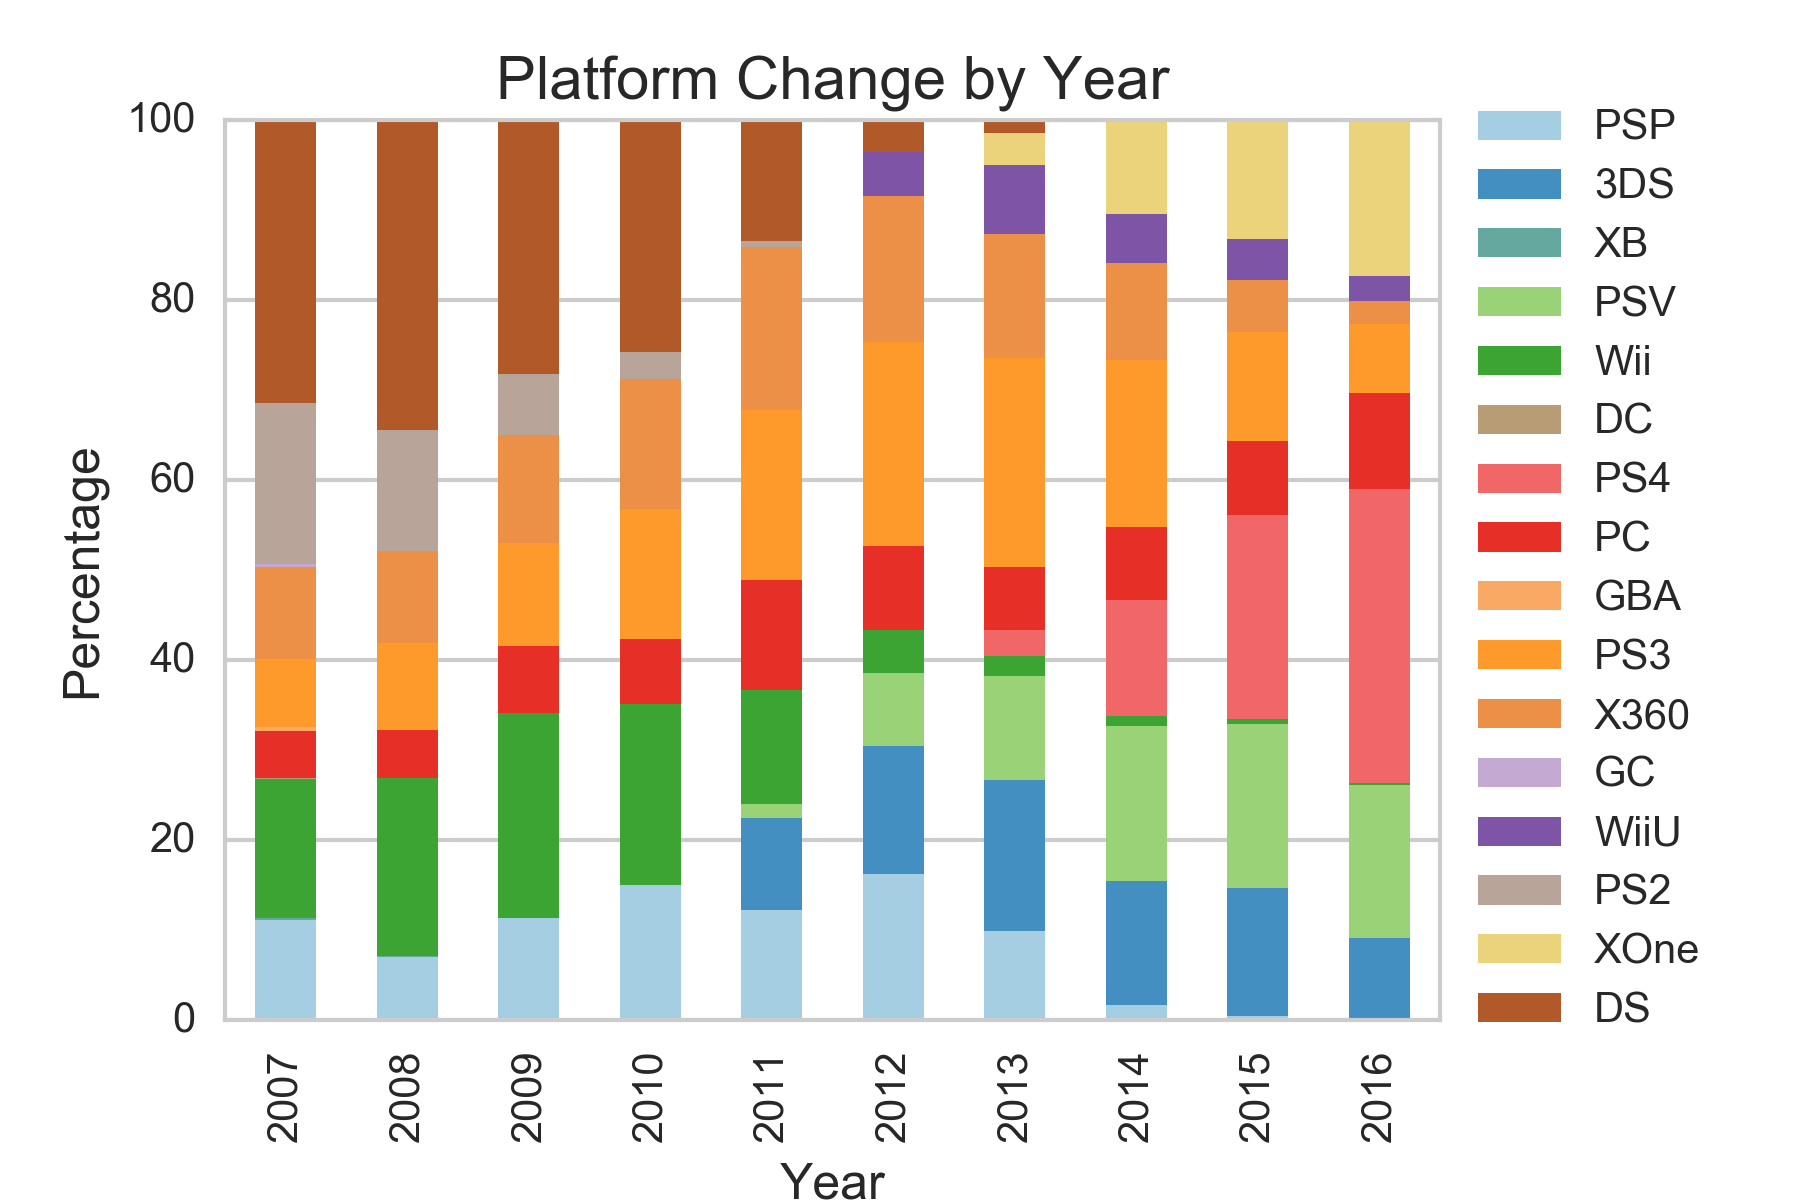 Platform Change by Year
Percentage
100
80
60
40
20
0
2007
2008
2009
2010
2011
2012
2013
2014
2015
2016
Year
PSP
3DS
XB
PSV
Wii
DC
PS4
PC
GBA
PS3
X360
GC
WiiU
PS2
XOne
DS